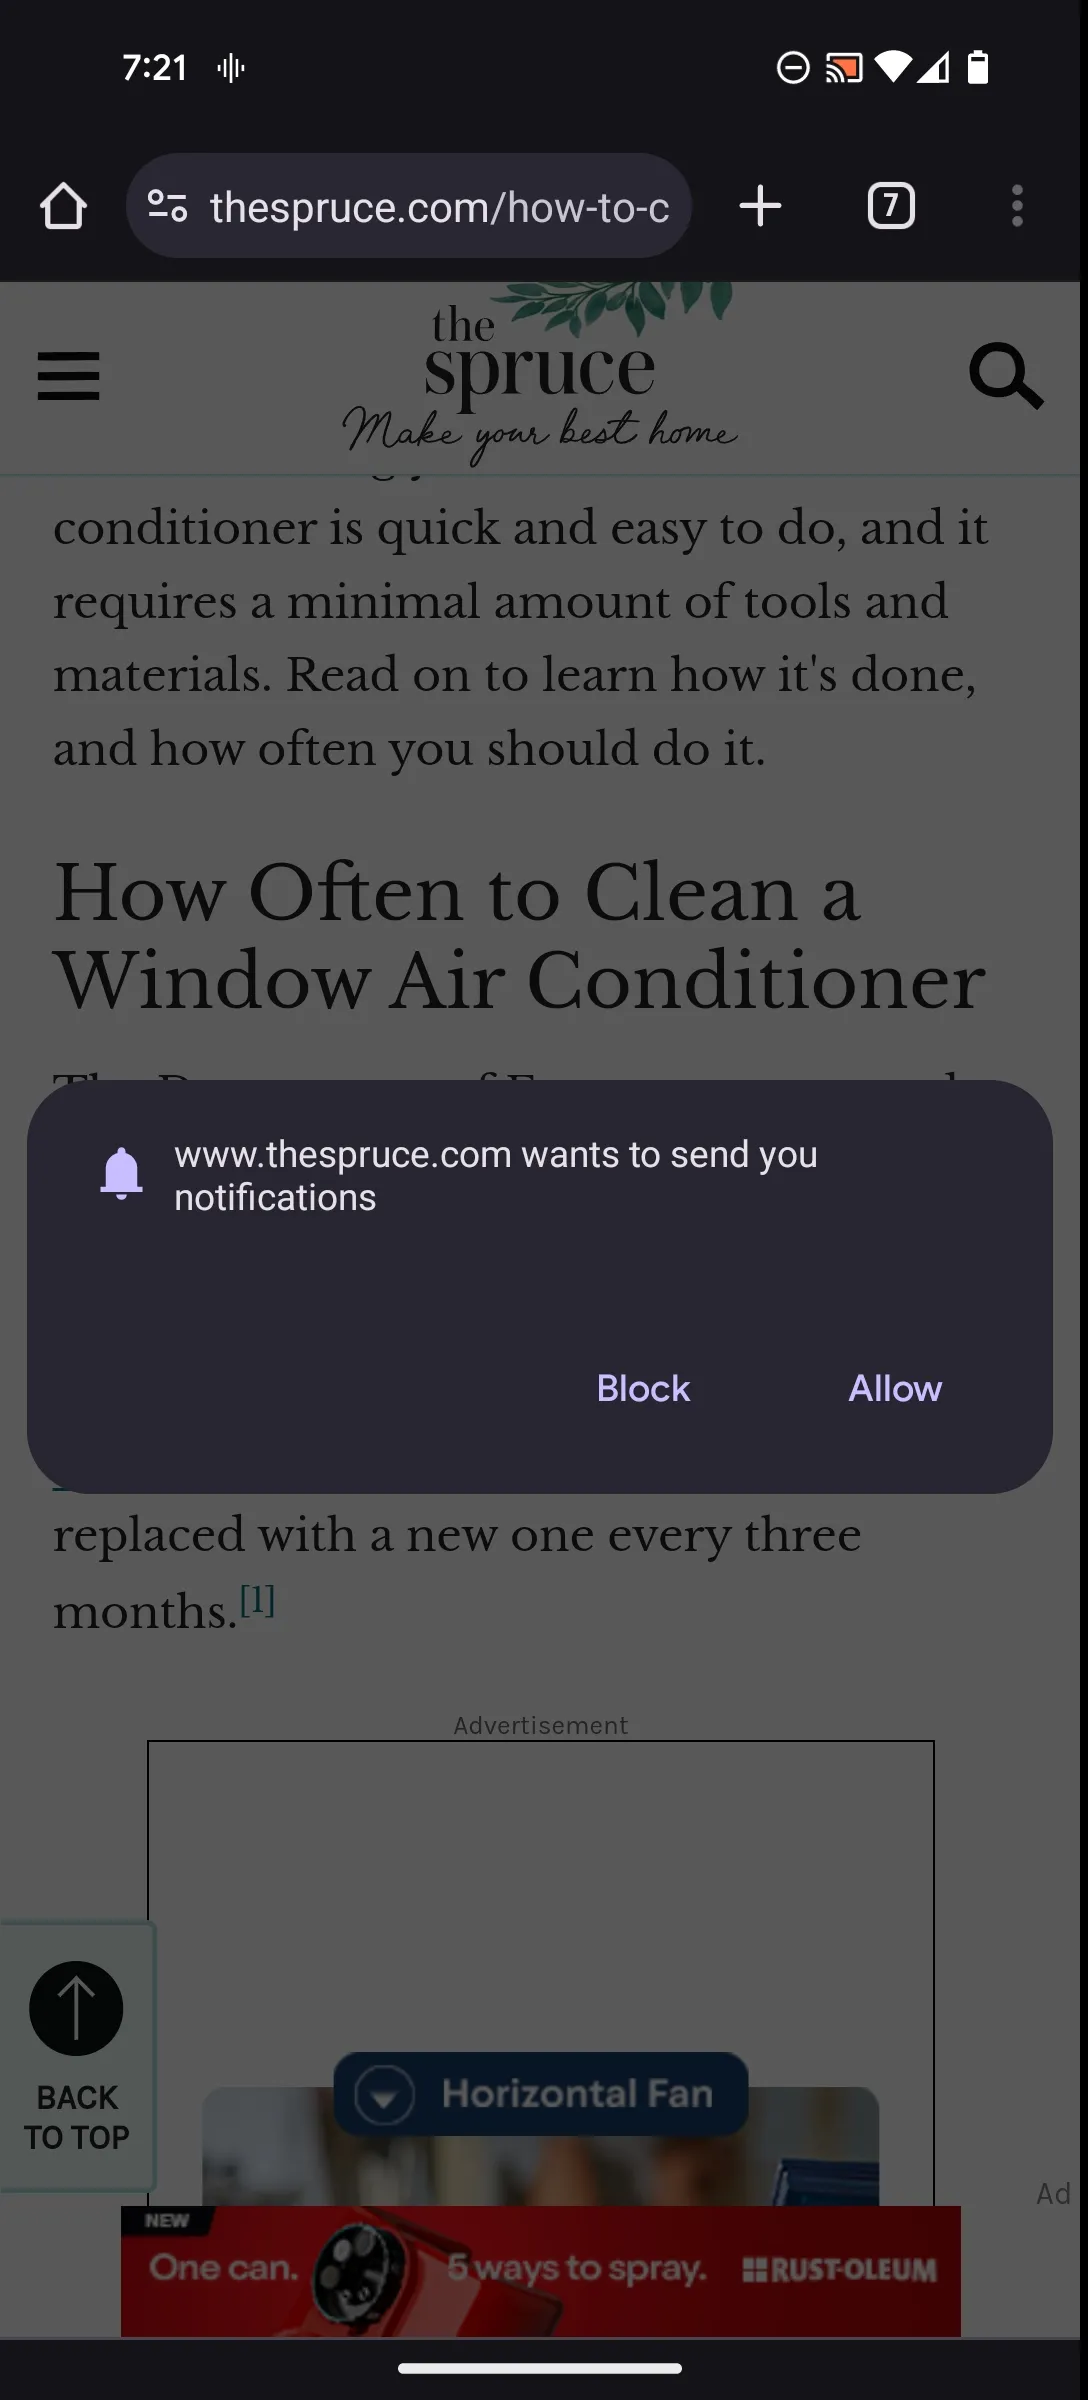 7:21
thespruce.com/how-to-c
7
the
spruce
Make your best home
conditioner is quick and easy to do, and it
requires a minimal amount of tools and
materials. Read on to learn how it's done,
and how often you should do it.
How Often to Clean a
Window Air Conditioner
www.thespruce.com wants to send you
notifications
Block
Allow
replaced with a new one every three
months.[1]
Advertisement
Horizontal Fan
BACK
TO TOP
Ad
NEW
One can.
5 ways to spray.
RUST-OLEUM